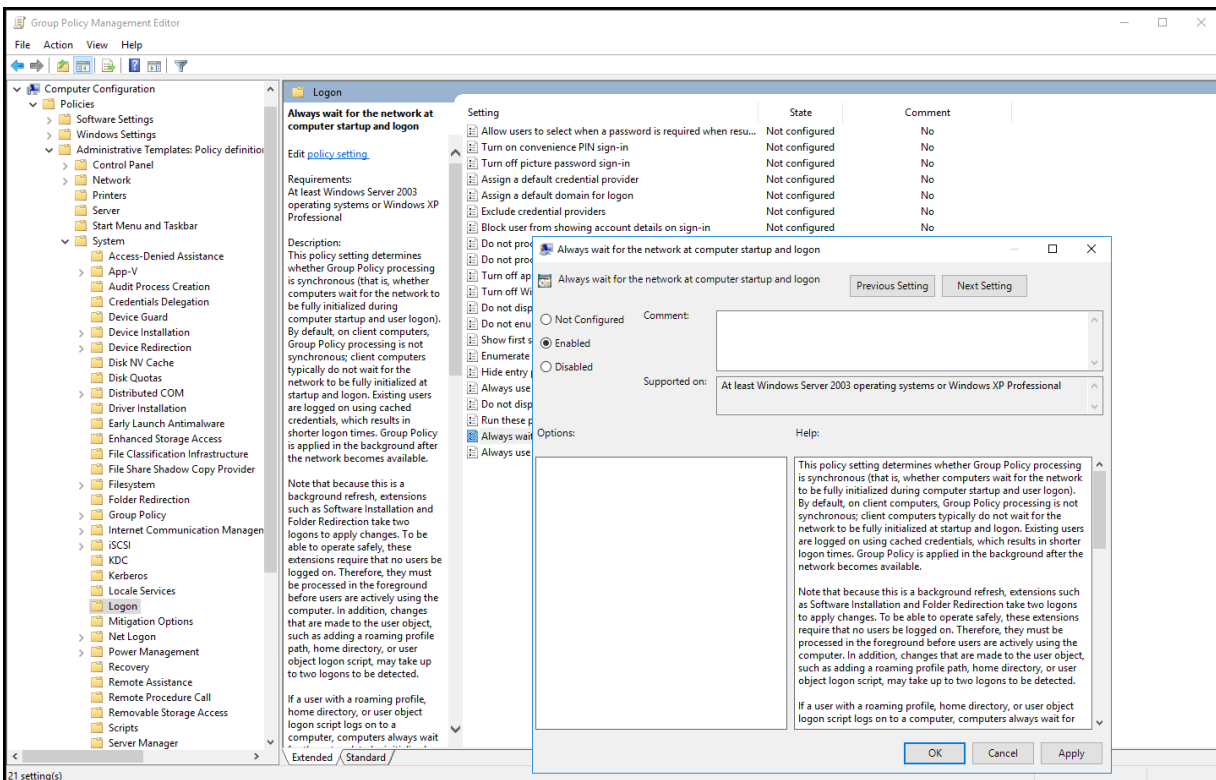 Group Policy Management Editor
File Action View Help
Computer Configuration
Policies
Software Settings
Windows Settings
Administrative Templates: Policy definition
Control Panel
Network
Printers
Server
Start Menu and Taskbar
System
Access-Denied Assistance
App-V
Audit Process Creation
Credentials Delegation
Device Guard
Device Installation
Device Redirection
Disk NV Cache
Disk Quotas
Distributed COM
Driver Installation
Early Launch Antimalware
Enhanced Storage Access
File Classification Infrastructure
File Share Shadow Copy Provider
Filesystem
Folder Redirection
Group Policy
Internet Communication Managen
iSCSI
KDC
Kerberos
Locale Services
Logon
Mitigation Options
Net Logon
Power Management
Recovery
Remote Assistance
Remote Procedure Call
Removable Storage Access
Scripts
Server Manager
Logon
Always wait for the network at
computer startup and logon
Edit policy setting
Requirements:
At least Windows Server 2003
operating systems or Windows XP
Professional
Description:
This policy setting determines
whether Group Policy processing
is synchronous (that is, whether
computers wait for the network to
be fully initialized during
computer startup and user logon).
By default, on client computers,
Group Policy processing is not
synchronous; client computers
typically do not wait for the
network to be fully initialized at
startup and logon. Existing users
are logged on using cached
credentials, which results in
shorter logon times. Group Policy
is applied in the background after
the network becomes available.
Note that because this is a
background refresh, extensions
such as Software Installation and
Folder Redirection take two
logons to apply changes. To be
able to operate safely, these
extensions require that no users be
logged on. Therefore, they must
be processed in the foreground
before users are actively using the
computer. In addition, changes
that are made to the user object,
such as adding a roaming profile
path, home directory, or user
object logon script, may take up
to two logons to be detected.
If a user with a roaming profile,
home directory, or user object
logon script logs on to a
computer, computers always wait
Setting State Comment
Allow users to select when a password is required when resu... Not configured No
Turn on convenience PIN sign-in Not configured No
Turn off picture password sign-in Not configured No
Assign a default credential provider Not configured No
Assign a default domain for logon Not configured No
Exclude credential providers Not configured No
Block user from showing account details on sign-in Not configured No
Do not proc
Do not proc
Turn off ap
Turn off Wi
Do not disp
Do not enu
Show first s
Enumerate
Hide entry p
Always use
Do not disp
Run these p
Always wait
Always use
Extended Standard
21 setting(s)
Always wait for the network at computer startup and logon
Always wait for the network at computer startup and logon Previous Setting Next Setting
Not Configured Comment:
Enabled
Disabled
Supported on: At least Windows Server 2003 operating systems or Windows XP Professional
Options: Help:
This policy setting determines whether Group Policy processing
is synchronous (that is, whether computers wait for the network
to be fully initialized during computer startup and user logon).
By default, on client computers, Group Policy processing is not
synchronous; client computers typically do not wait for the
network to be fully initialized at startup and logon. Existing users
are logged on using cached credentials, which results in shorter
logon times. Group Policy is applied in the background after the
network becomes available.
Note that because this is a background refresh, extensions such
as Software Installation and Folder Redirection take two logons
to apply changes. To be able to operate safely, these extensions
require that no users be logged on. Therefore, they must be
processed in the foreground before users are actively using the
computer. In addition, changes that are made to the user object,
such as adding a roaming profile path, home directory, or user
object logon script, may take up to two logons to be detected.
If a user with a roaming profile, home directory, or user object
logon script logs on to a computer, computers always wait for
OK Cancel Apply